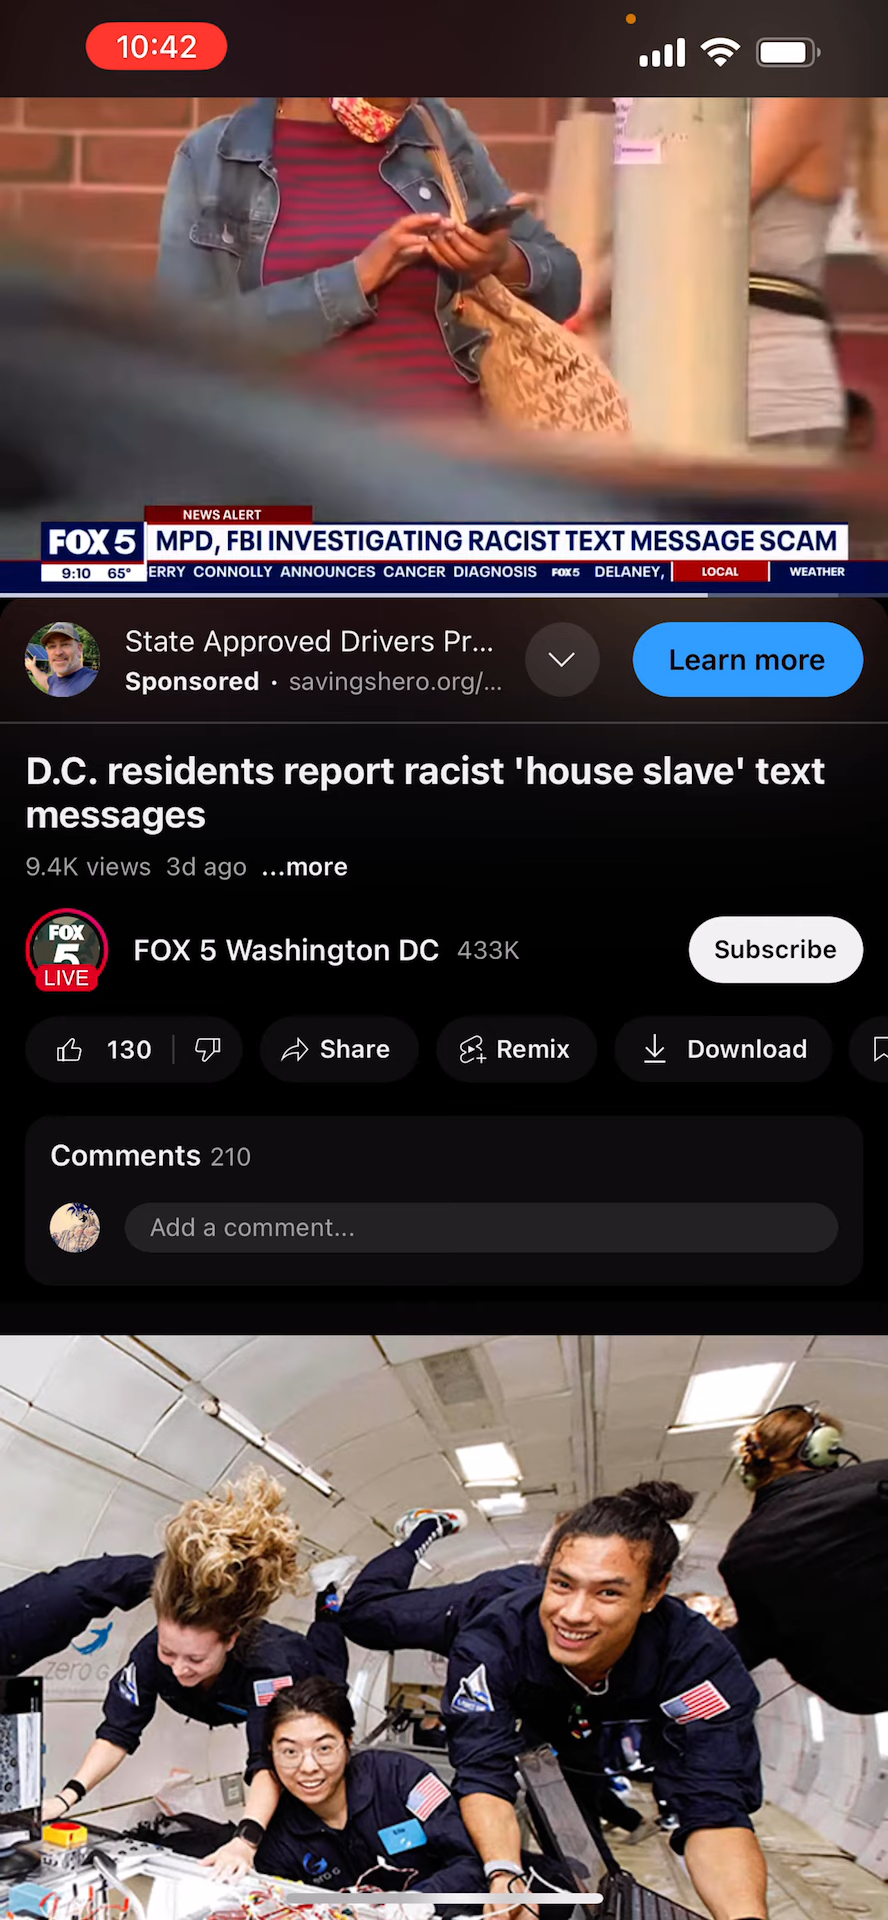 10:42
NEWS ALERT
FOX 5
MPD, FBI INVESTIGATING RACIST TEXT MESSAGE SCAM
9:10 65°
ERRY CONNOLLY ANNOUNCES CANCER DIAGNOSIS FOX5 DELANEY,
LOCAL
WEATHER
State Approved Drivers Pr...
Sponsored · savingshero.org/...
Learn more
D.C. residents report racist 'house slave' text
messages
9.4K views 3d ago ...more
FOX
5
LIVE
FOX 5 Washington DC 433K
Subscribe
130
Share
Remix
Download
Comments 210
Add a comment...
zero G